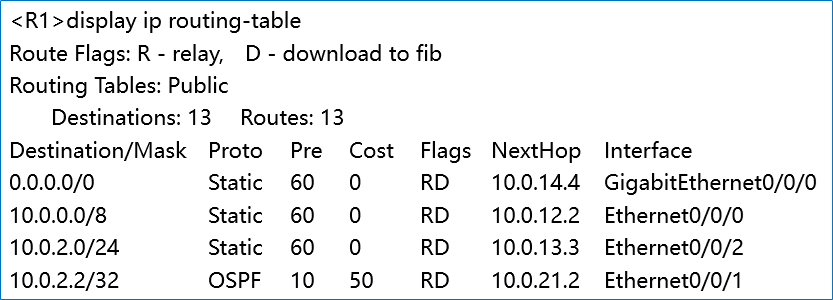 <R1>display ip routing-table
Route Flags: R - relay, D - download to fib
Routing Tables: Public
Destinations: 13 Routes: 13
Destination/Mask Proto Pre Cost Flags NextHop Interface
0.0.0.0/0 Static 60 0 RD 10.0.14.4 GigabitEthernet0/0/0
10.0.0.0/8 Static 60 0 RD 10.0.12.2 Ethernet0/0/0
10.0.2.0/24 Static 60 0 RD 10.0.13.3 Ethernet0/0/2
10.0.2.2/32 OSPF 10 50 RD 10.0.21.2 Ethernet0/0/1